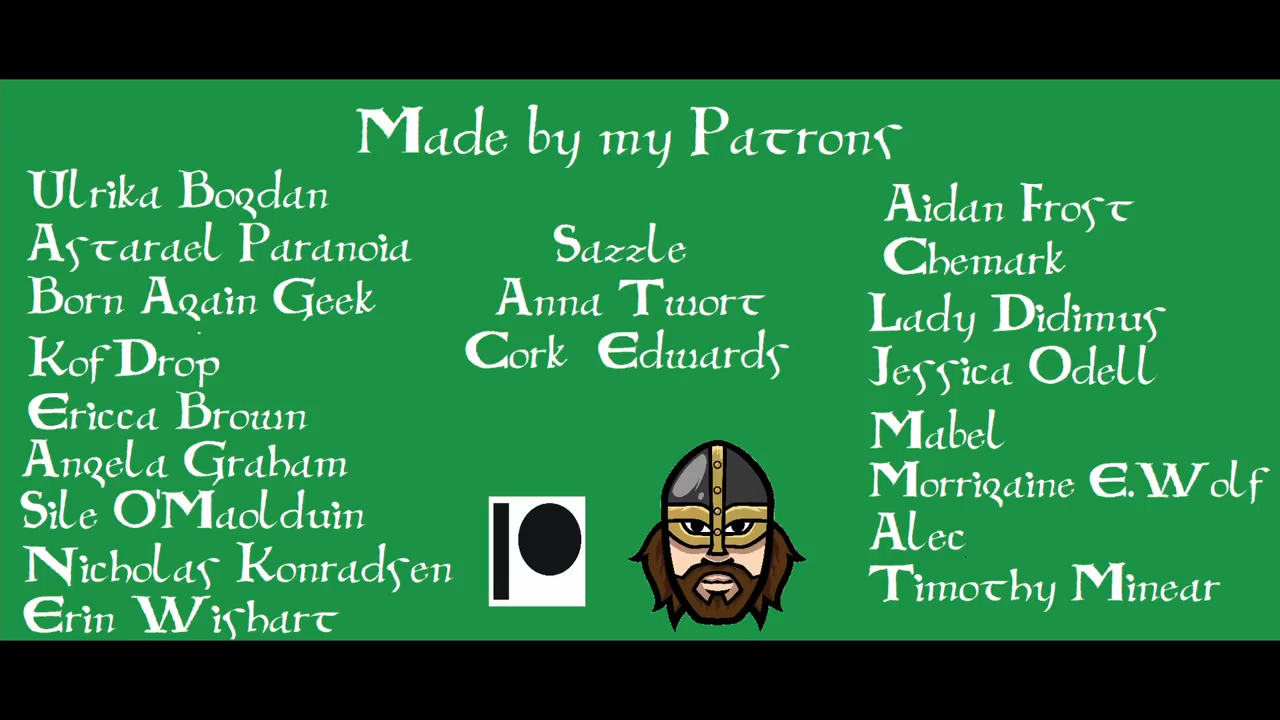 Made by my Patrons
Ulrika Bogdan
Astarael Paranoia
Born Again Geek
Kof Drop
Ericca Brown
Angela Graham
Sile O'Maolduin
Nicholas Konradsen
Erin Wishart
Sazzle
Anna Twort
Cork Edwards
Aidan Frost
Chemark
Lady Didimus
Jessica Odell
Mabel
Morrigaine E.Wolf
Alec
Timothy Minear